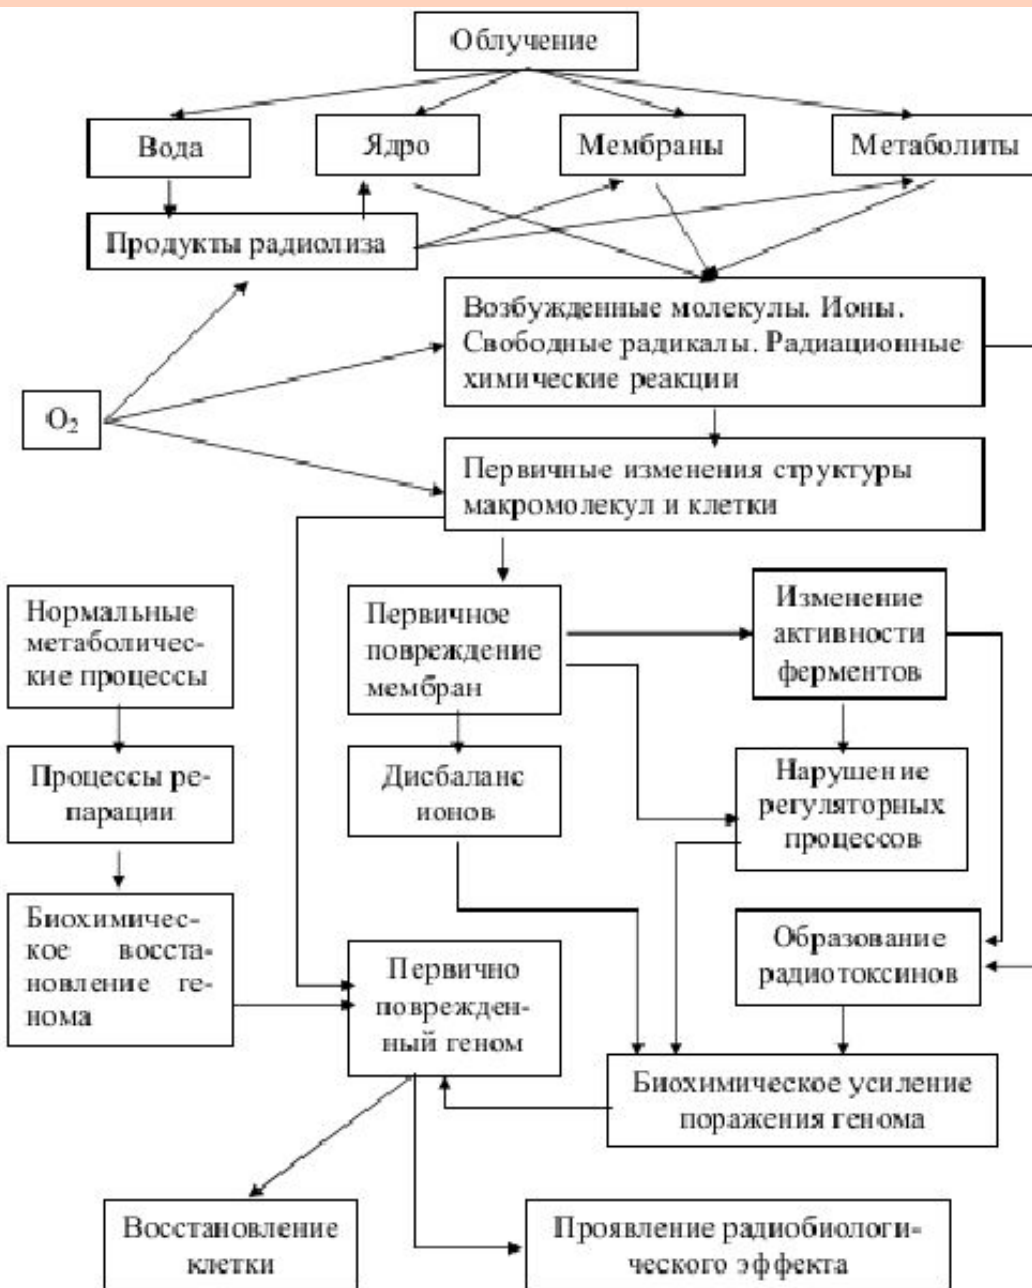 Облучение
Вода
Ядро
Мембраны
Метаболиты
Продукты радиолиза
Возбужденные молекулы. Ионы.
Свободные радикалы. Радиационные
химические реакции
O₂
Первичные изменения структуры
макромолекул и клетки
Нормальные
метаболичес-
кие процессы
Первичное
повреждение
мембран
Изменение
активности
ферментов
Процессы ре-
парации
Дисбаланс
ионов
Нарушение
регуляторных
процессов
Биохимичес-
кое восста-
новление ге-
нома
Первично
поврежден-
ный геном
Образование
радиотоксинов
Биохимическое усиление
поражения генома
Восстановление
клетки
Проявление радиобиологи-
ческого эффекта